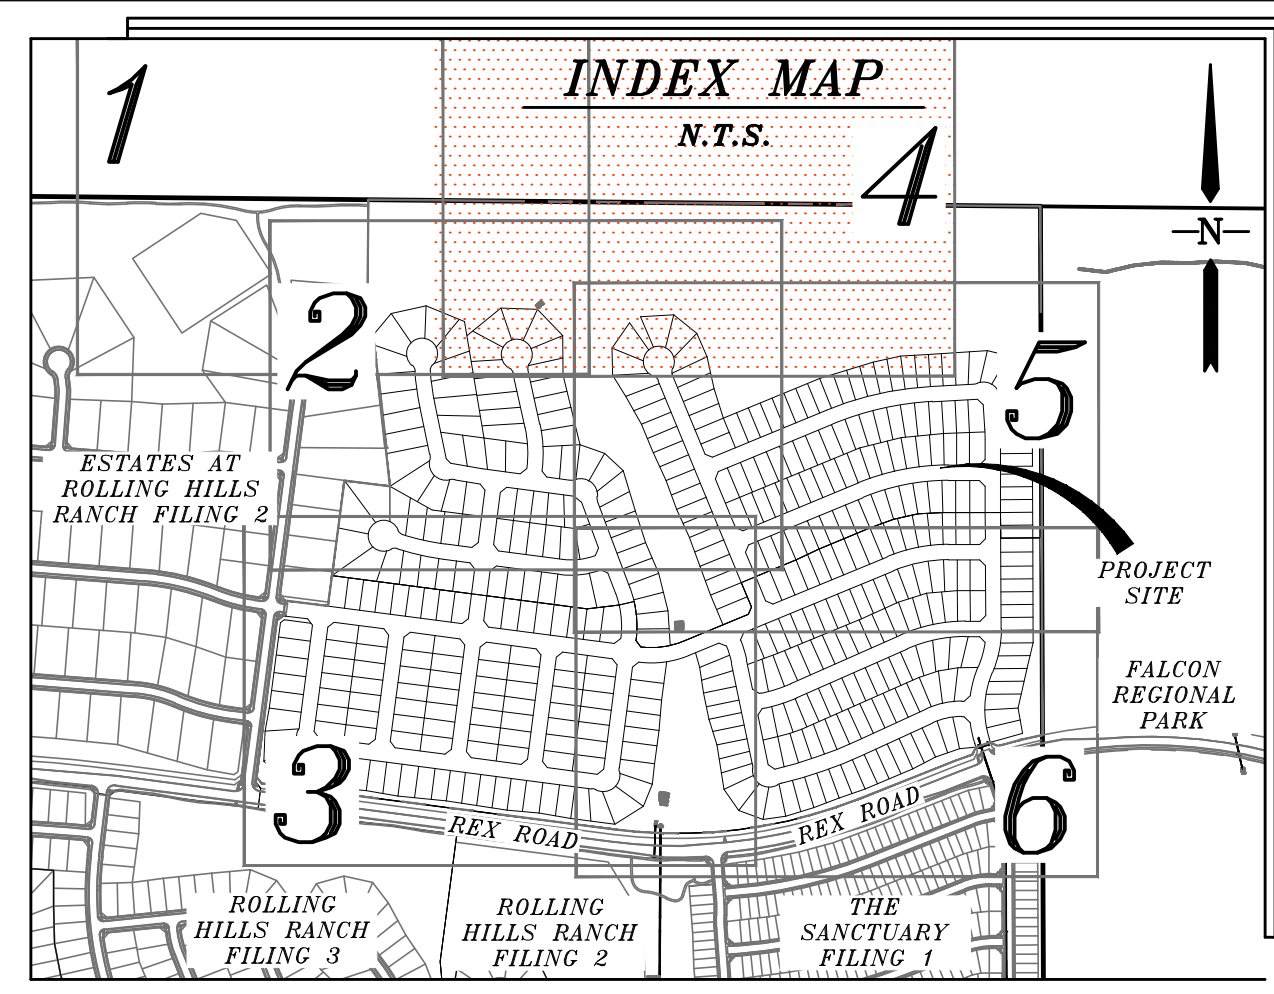 INDEX MAP
N.T.S.
1
4
N
2
5
ESTATES AT
ROLLING HILLS
RANCH FILING 2
PROJECT
SITE
FALCON
REGIONAL
PARK
3
6
REX ROAD
REX ROAD
ROLLING
HILLS RANCH
FILING 3
ROLLING
HILLS RANCH
FILING 2
THE
SANCTUARY
FILING 1